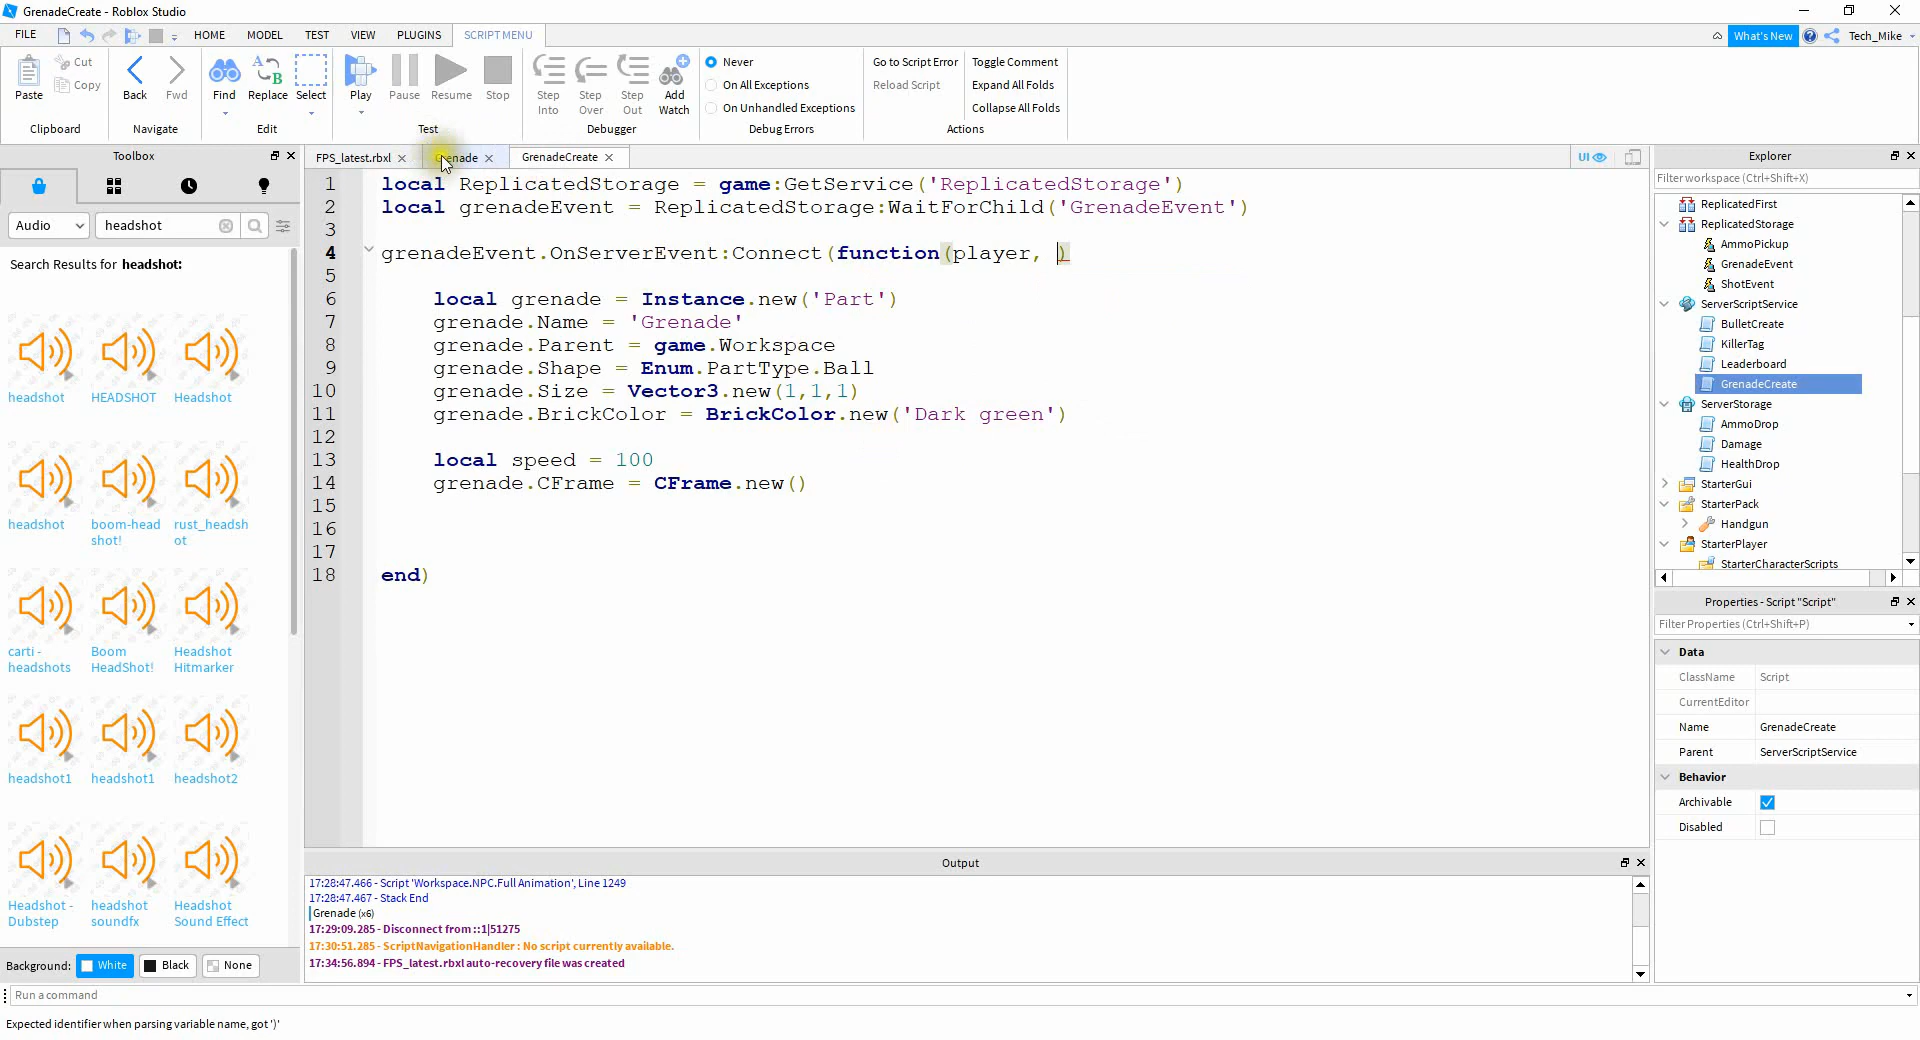 GrenadeCreate - Roblox Studio
FILE HOME MODEL TEST VIEW PLUGINS SCRIPT MENU What's New Tech_Mike
Paste Cut Copy Back Fwd Find Replace Select Play Pause Resume Stop Step Into Step Over Step Out Add Watch
Never
On All Exceptions
On Unhandled Exceptions
Go to Script Error
Reload Script
Toggle Comment
Expand All Folds
Collapse All Folds
Clipboard Navigate Edit Test Debugger Debug Errors Actions
Toolbox
Audio headshot
Search Results for headshot:
headshot HEADSHOT Headshot
headshot boom-head shot! rust_headsh ot
carti - headshots Boom HeadShot! Headshot Hitmarker
headshot1 headshot1 headshot2
Headshot - Dubstep headshot soundfx Headshot Sound Effect
Background: White Black None
FPS_latest.rbxl Grenade GrenadeCreate UI
1 local ReplicatedStorage = game:GetService('ReplicatedStorage')
2 local grenadeEvent = ReplicatedStorage:WaitForChild('GrenadeEvent')
3
4 grenadeEvent.OnServerEvent:Connect(function(player, )
5
6 local grenade = Instance.new('Part')
7 grenade.Name = 'Grenade'
8 grenade.Parent = game.Workspace
9 grenade.Shape = Enum.PartType.Ball
10 grenade.Size = Vector3.new(1,1,1)
11 grenade.BrickColor = BrickColor.new('Dark green')
12
13 local speed = 100
14 grenade.CFrame = CFrame.new()
15
16
17
18 end)
Output
17:28:47.466 - Script 'Workspace.NPC.Full Animation', Line 1249
17:28:47.467 - Stack End
Grenade (x6)
17:29:09.285 - Disconnect from ::1|51275
17:30:51.285 - ScriptNavigationHandler : No script currently available.
17:34:56.894 - FPS_latest.rbxl auto-recovery file was created
Explorer
Filter workspace (Ctrl+Shift+X)
ReplicatedFirst
ReplicatedStorage
AmmoPickup
GrenadeEvent
ShotEvent
ServerScriptService
BulletCreate
KillerTag
Leaderboard
GrenadeCreate
ServerStorage
AmmoDrop
Damage
HealthDrop
StarterGui
StarterPack
Handgun
StarterPlayer
StarterCharacterScripts
Properties - Script "Script"
Filter Properties (Ctrl+Shift+P)
Data
ClassName Script
CurrentEditor
Name GrenadeCreate
Parent ServerScriptService
Behavior
Archivable
Disabled
Run a command
Expected identifier when parsing variable name, got ')'